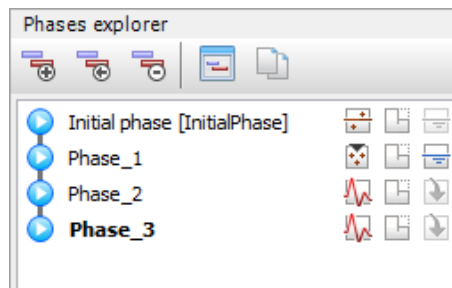 Phases explorer
Initial phase [InitialPhase]
Phase_1
Phase_2
Phase_3